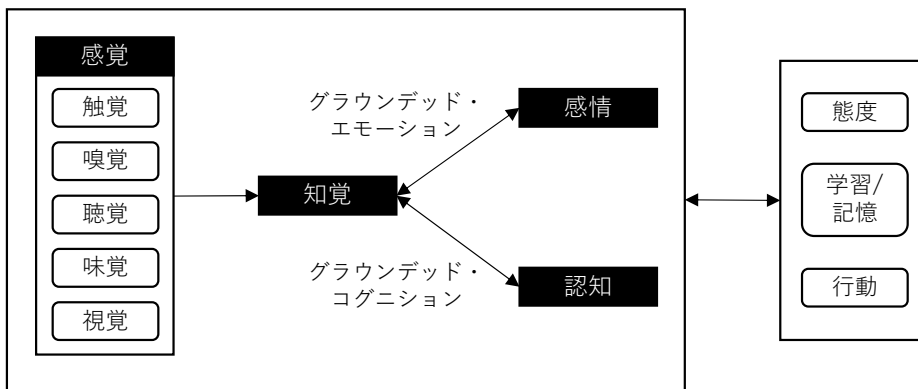 感覚
触覚
嗅覚
聴覚
味覚
視覚
知覚
グラウンデッド・
エモーション
グラウンデッド・
コグニション
感情
認知
態度
学習/
記憶
行動